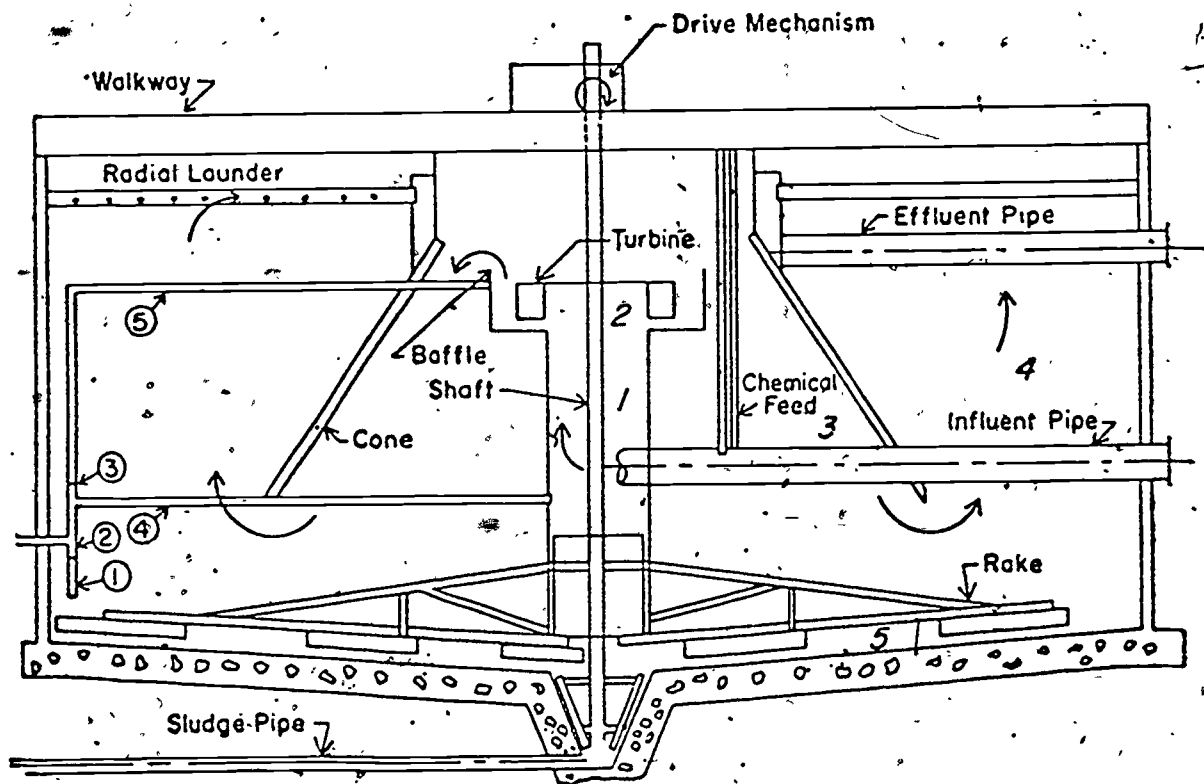 Drive Mechanism
Walkway
Radial Launder
Effluent Pipe
Turbine
2
⑤
Baffle
Shaft
1
4
Chemical
Feed
3
Influent Pipe
Cone
③
④
②
①
Rake
5
Sludge-Pipe